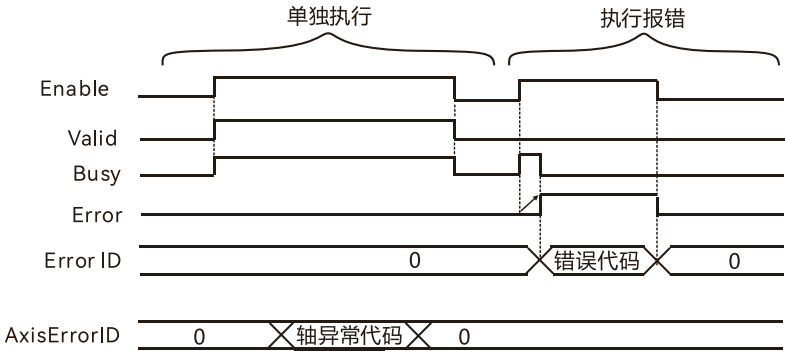 单独执行 执行报错
Enable
Valid
Busy
Error
Error ID 0 错误代码 0
AxisErrorID 0 轴异常代码 0